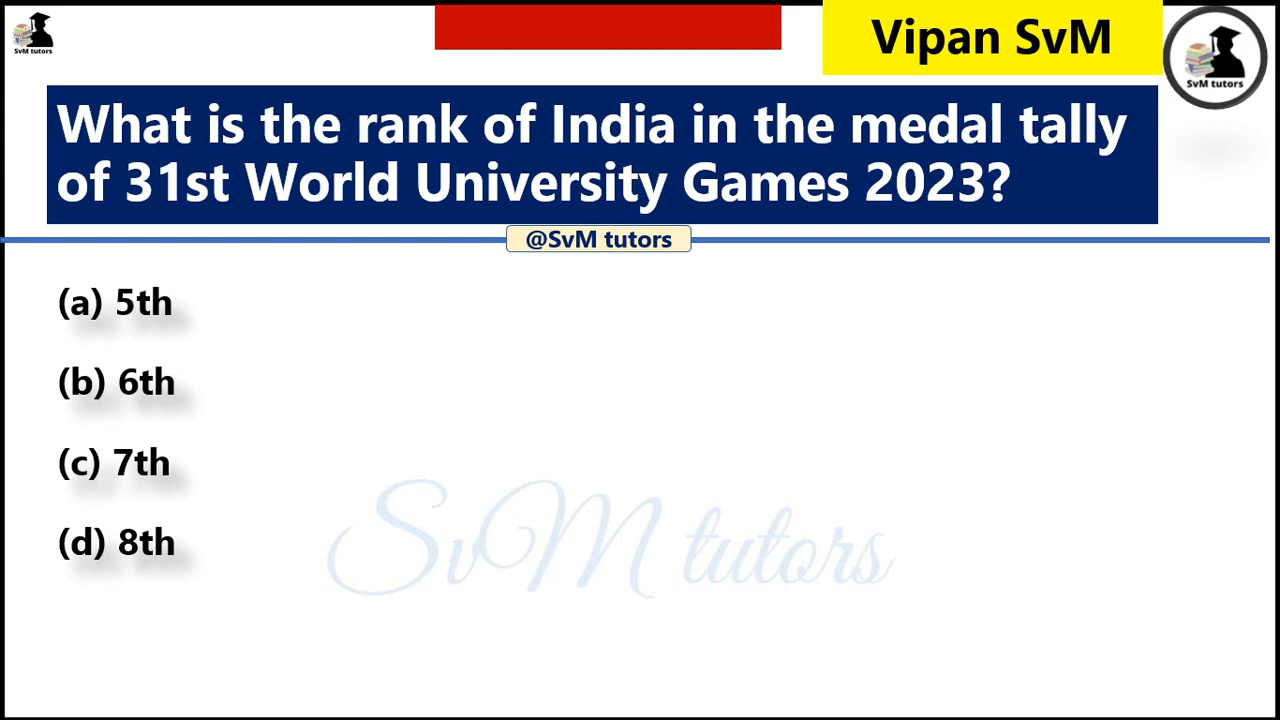 SvM tutors
Vipan SvM
SvM tutors
What is the rank of India in the medal tally
of 31st World University Games 2023?
@SvM tutors
(a) 5th
(b) 6th
(c) 7th
(d) 8th
SvM tutors